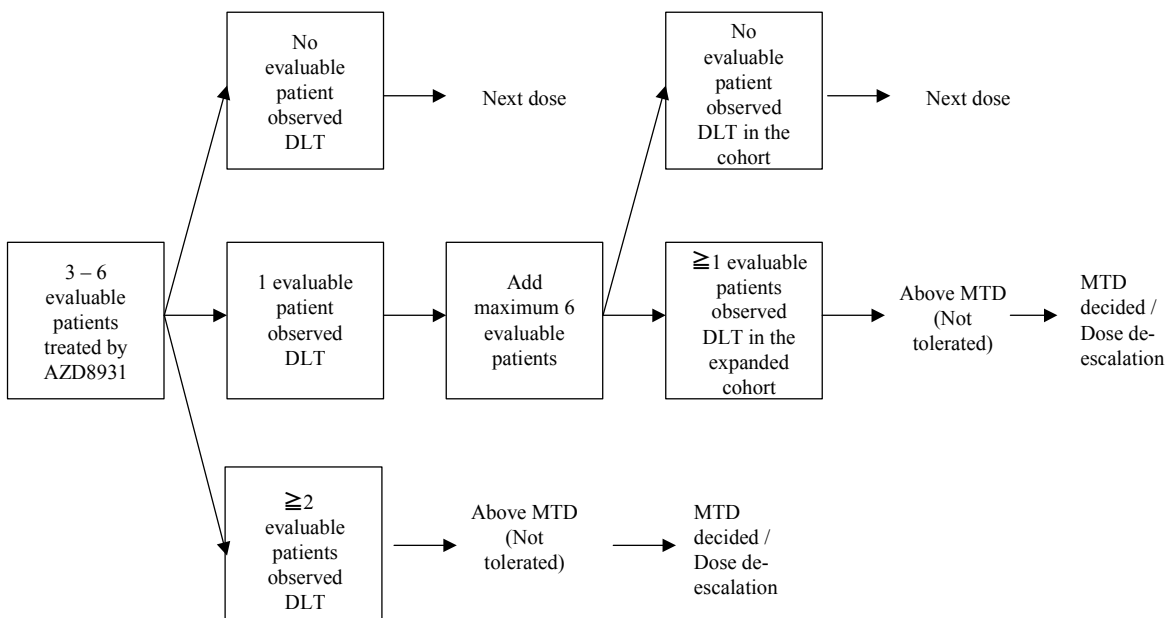 No
evaluable
patient
observed
DLT
Next dose
No
evaluable
patient
observed
DLT in the
cohort
Next dose
3 – 6
evaluable
patients
treated by
AZD8931
1 evaluable
patient
observed
DLT
Add
maximum 6
evaluable
patients
≧1 evaluable
patients
observed
DLT in the
expanded
cohort
Above MTD
(Not
tolerated)
MTD
decided /
Dose de-
escalation
≧2
evaluable
patients
observed
DLT
Above MTD
(Not
tolerated)
MTD
decided /
Dose de-
escalation